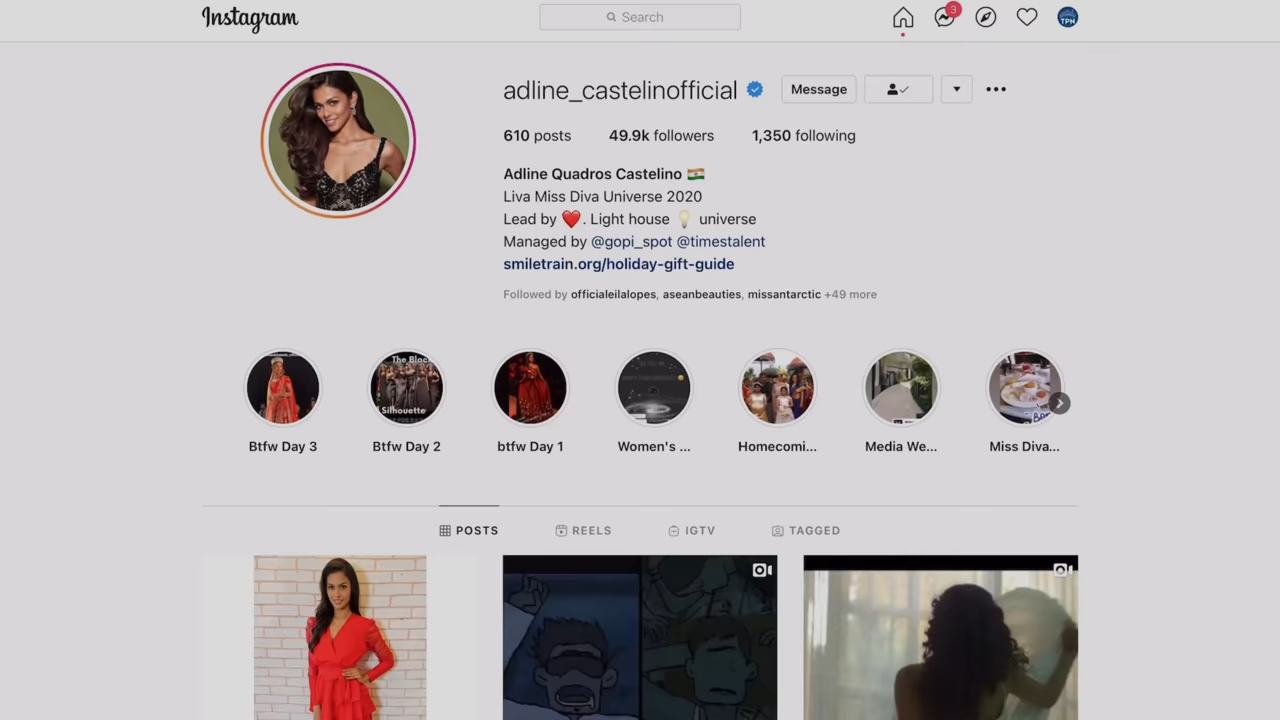 Instagram
Search
3
TPN
adline_castelinofficial
Message
610 posts 49.9k followers 1,350 following
Adline Quadros Castelino 🇮🇳
Liva Miss Diva Universe 2020
Lead by ❤️. Light house 💡 universe
Managed by @gopi_spot @timestalent
smiletrain.org/holiday-gift-guide
Followed by officialeilalopes, aseanbeauties, missantarctic +49 more
The Black
Silhouette
Btfw Day 3
Btfw Day 2
btfw Day 1
Women's ...
Homecomi...
Media We...
Miss Diva...
POSTS
REELS
IGTV
TAGGED